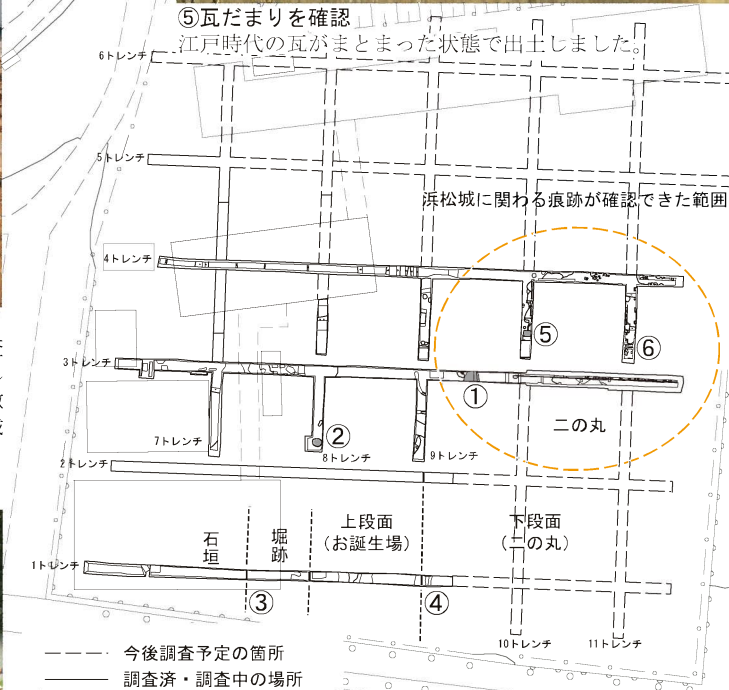 ⑤瓦だまりを確認
江戸時代の瓦がまとまった状態で出土しました。
6トレンチ
5トレンチ
浜松城に関わる痕跡が確認できた範囲
4トレンチ
⑤
⑥
3トレンチ
①
二の丸
②
7トレンチ
8トレンチ
9トレンチ
2トレンチ
石垣
堀跡
上段面
(お誕生場)
下段面
(二の丸)
1トレンチ
③
④
10トレンチ
11トレンチ
今後調査予定の箇所
調査済・調査中の場所